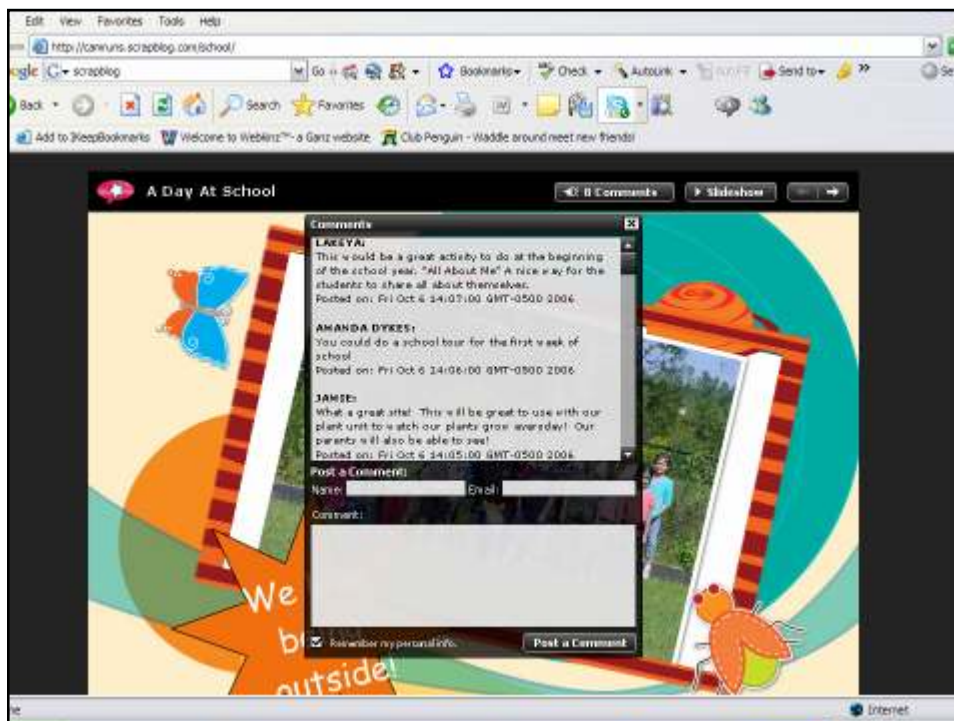 Edit View Favorites Tools Help
http://canruns.scrapblog.com/school/
ogle G scrapblog Go Bookmarks Check AutoLink Send to
Back Search Favorites
Add to IKeepBookmarks Welcome to Webkinz™ - a Ganz website Club Penguin - Waddle around meet new friends!
A Day At School 8 Comments Slideshow
Comments
LAKEYA:
This would be a great activity to do at the beginning
of the school year. "All About Me" A nice way for the
students to share all about themselves.
Posted on: Fri Oct 6 14:07:00 GMT-0500 2006
AMANDA DYKES:
You could do a school tour for the first week of
school
Posted on: Fri Oct 6 14:06:00 GMT-0500 2006
JAMIE:
What a great site! This will be great to use with our
plant unit to watch our plants grow everyday! Our
parents will also be able to see!
Posted on: Fri Oct 6 14:05:00 GMT-0500 2006
Post a Comment:
Name: Email:
Comment:
Remember my personal info. Post a Comment
We
outside!
Internet